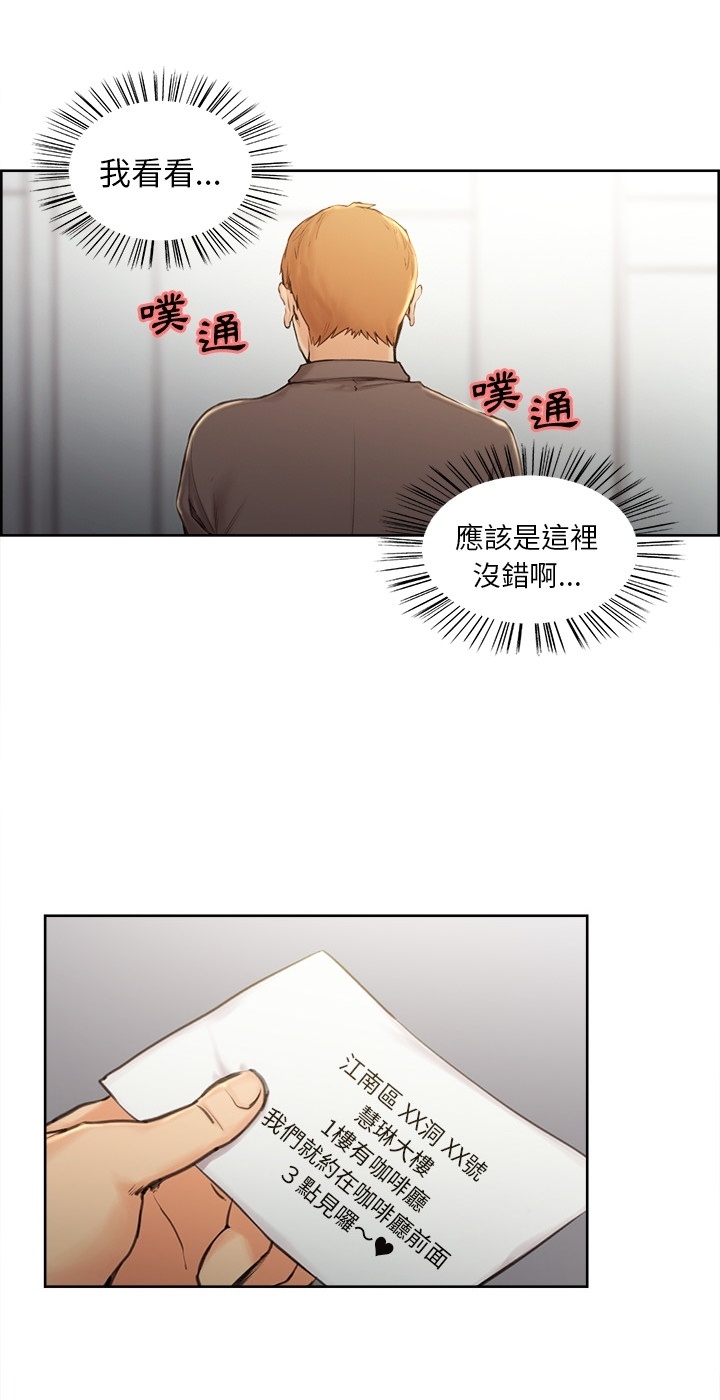 我看看...
噗通
噗通
應該是這裡
沒錯啊...
江南區 XX洞 XX號
慧琳大樓
1樓有咖啡廳
我們就約在咖啡廳前面
3 點見囉～♥